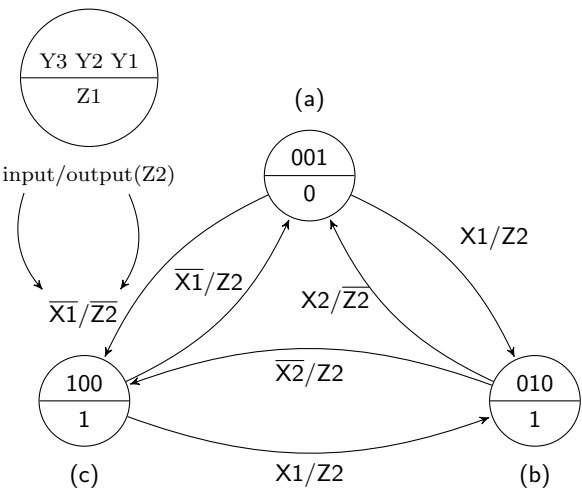 Y3 Y2 Y1
Z1
input/output(Z2)
(a)
001
0
X1/Z2
X̅1̅/Z2
X2/Z̅2̅
X̅1̅/Z̅2̅
X̅2̅/Z2
100
1
010
1
(c)
(b)
X1/Z2